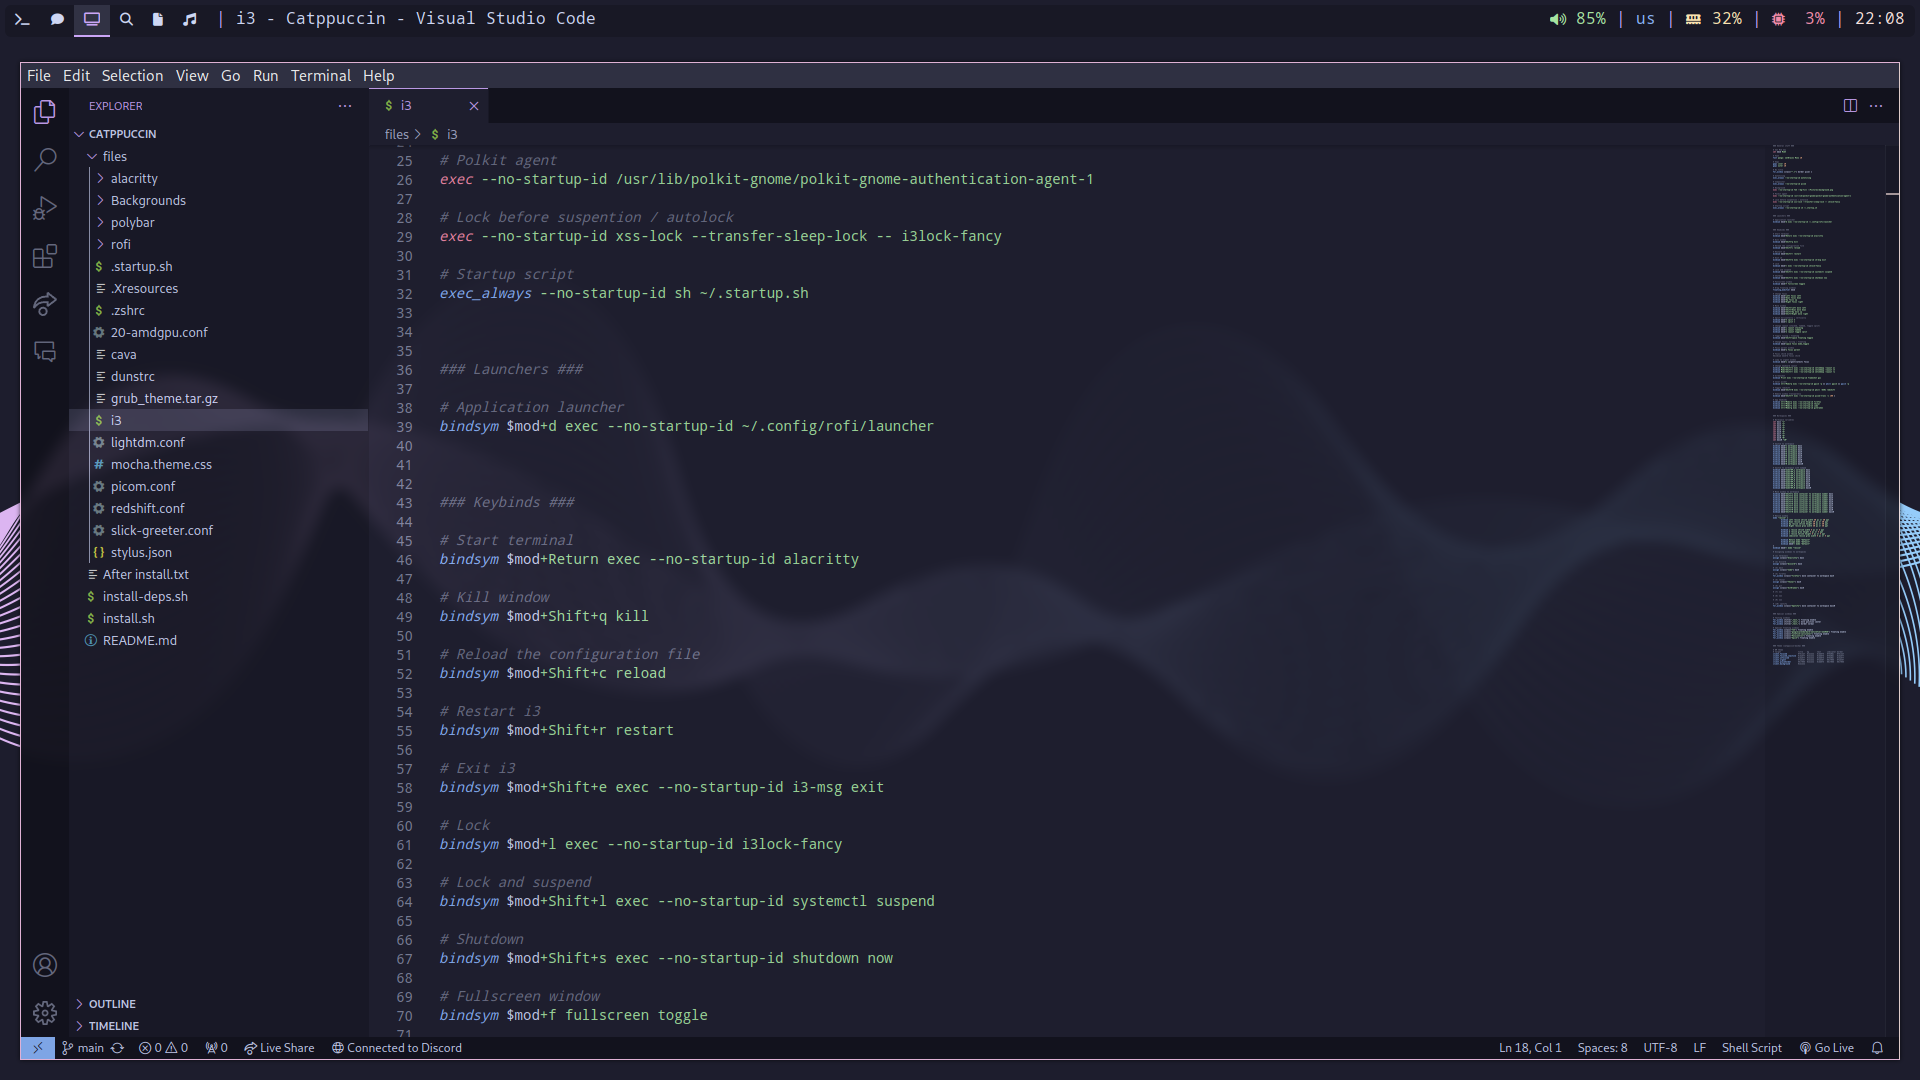 i3 - Catppuccin - Visual Studio Code
85% | us | 32% | 3% | 22:08
File Edit Selection View Go Run Terminal Help
EXPLORER
CATPPUCCIN
files
alacritty
Backgrounds
polybar
rofi
.startup.sh
.Xresources
.zshrc
20-amdgpu.conf
cava
dunstrc
grub_theme.tar.gz
i3
lightdm.conf
mocha.theme.css
picom.conf
redshift.conf
slick-greeter.conf
stylus.json
After install.txt
install-deps.sh
install.sh
README.md
OUTLINE
TIMELINE
$ i3
files > $ i3
25 # Polkit agent
26 exec --no-startup-id /usr/lib/polkit-gnome/polkit-gnome-authentication-agent-1
27
28 # Lock before suspention / autolock
29 exec --no-startup-id xss-lock --transfer-sleep-lock -- i3lock-fancy
30
31 # Startup script
32 exec_always --no-startup-id sh ~/.startup.sh
33
34
35
36 ### Launchers ###
37
38 # Application launcher
39 bindsym $mod+d exec --no-startup-id ~/.config/rofi/launcher
40
41
42
43 ### Keybinds ###
44
45 # Start terminal
46 bindsym $mod+Return exec --no-startup-id alacritty
47
48 # Kill window
49 bindsym $mod+Shift+q kill
50
51 # Reload the configuration file
52 bindsym $mod+Shift+c reload
53
54 # Restart i3
55 bindsym $mod+Shift+r restart
56
57 # Exit i3
58 bindsym $mod+Shift+e exec --no-startup-id i3-msg exit
59
60 # Lock
61 bindsym $mod+l exec --no-startup-id i3lock-fancy
62
63 # Lock and suspend
64 bindsym $mod+Shift+l exec --no-startup-id systemctl suspend
65
66 # Shutdown
67 bindsym $mod+Shift+s exec --no-startup-id shutdown now
68
69 # Fullscreen window
70 bindsym $mod+f fullscreen toggle
71
main 0 0 0 Live Share Connected to Discord
Ln 18, Col 1 Spaces: 8 UTF-8 LF Shell Script Go Live